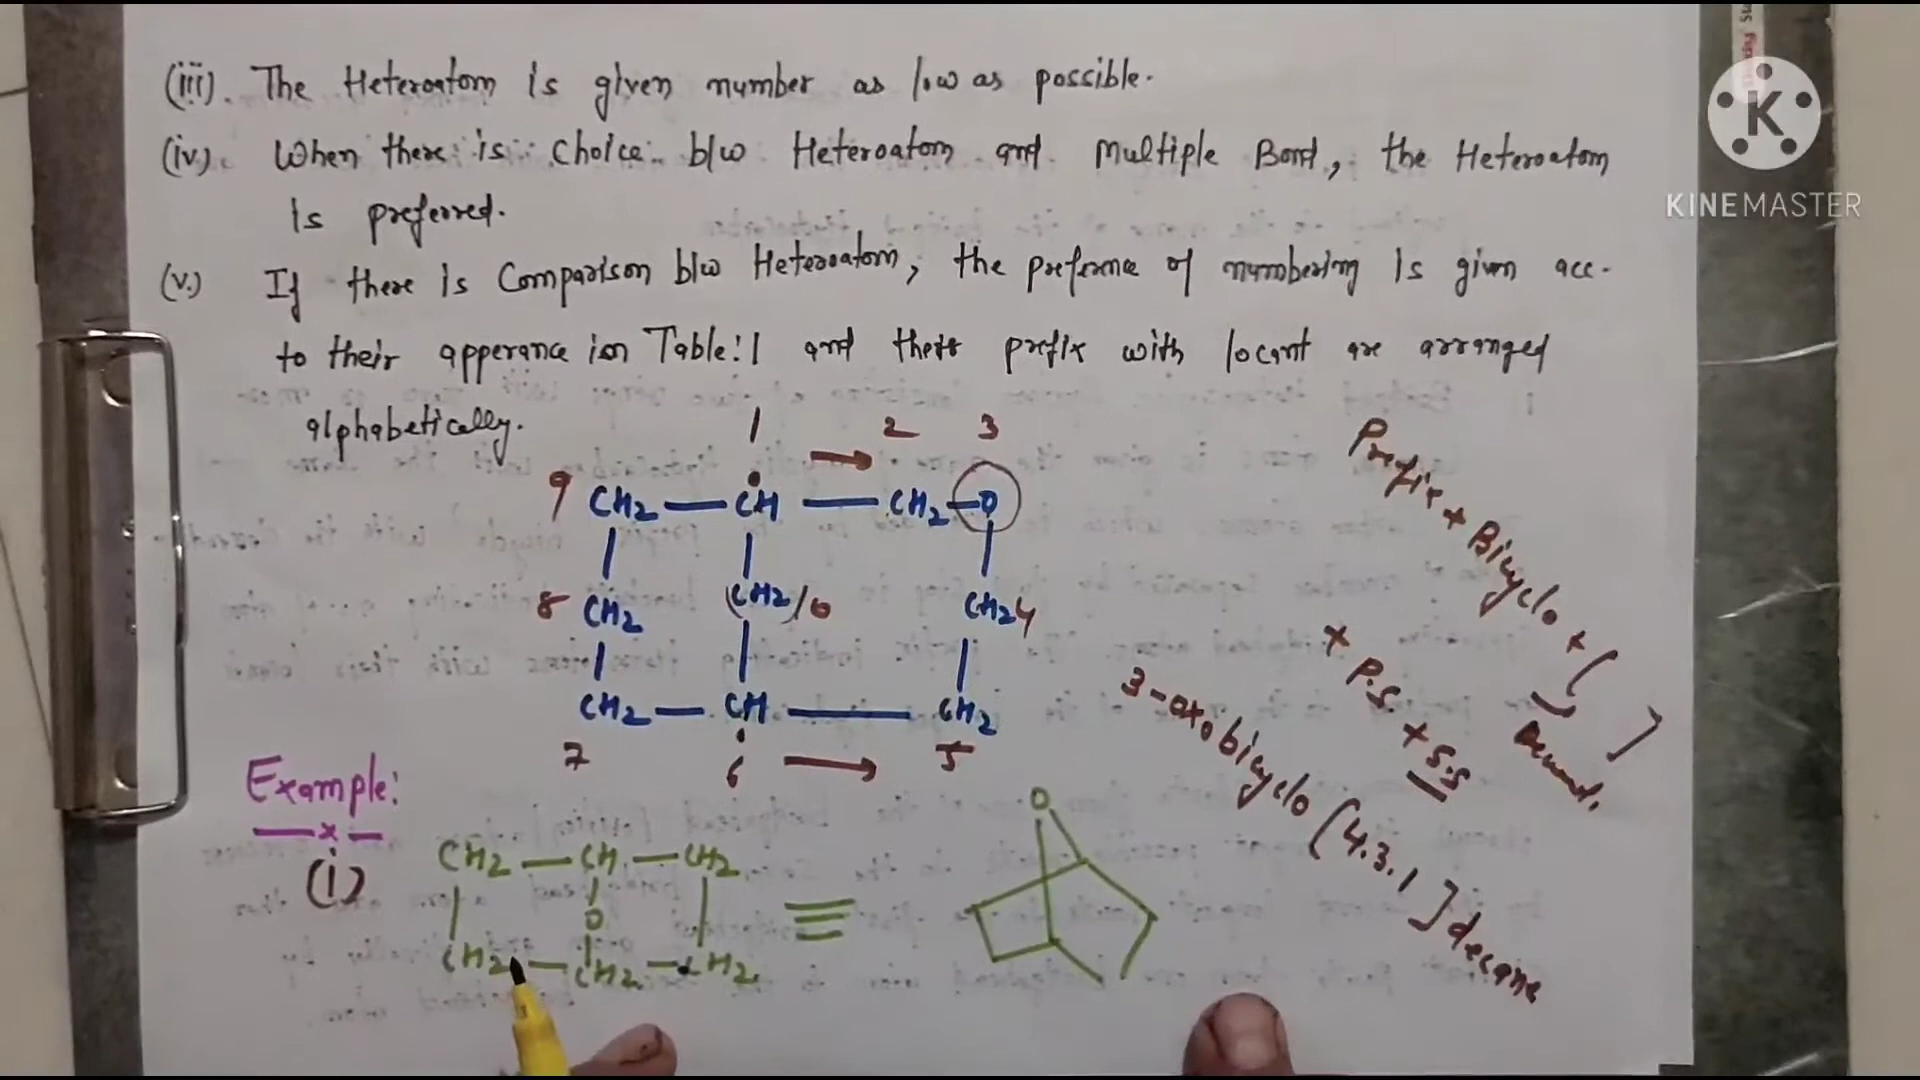 (iii). The Heteroatom is given number as low as possible.
(iv). When there is choice b/w Heteroatom and Multiple Bond, the Heteroatom
is preferred.
(v.) If there is Comparison b/w Heteroatom, the prefernce of numbering is given acc.
to their apperance ion Table:1 and their prefix with locant are arranged
alphabetically.
1 2 3
9 CH2 — CH — CH2 — O
8 CH2 CH2 10 CH2 4
CH2 — CH — CH2
7 6 5
Prefix + Bicyclo + [ ]
+ P.S. + S.S
3-oxobicyclo [4.3.1] decane
Example:
(i)
CH2 — CH — CH2
O
CH2 — CH2 — CH2
O
K
KINEMASTER